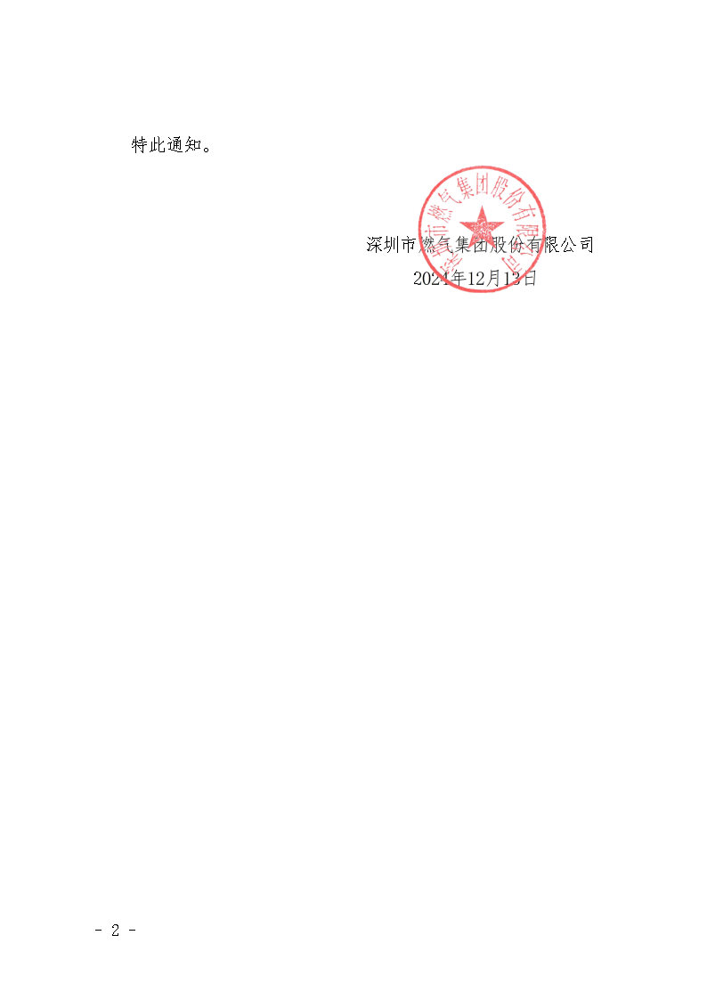 特此通知。
深圳市燃气集团股份有限公司
深圳市燃气集团股份有限公司
2024年12月13日
- 2 -